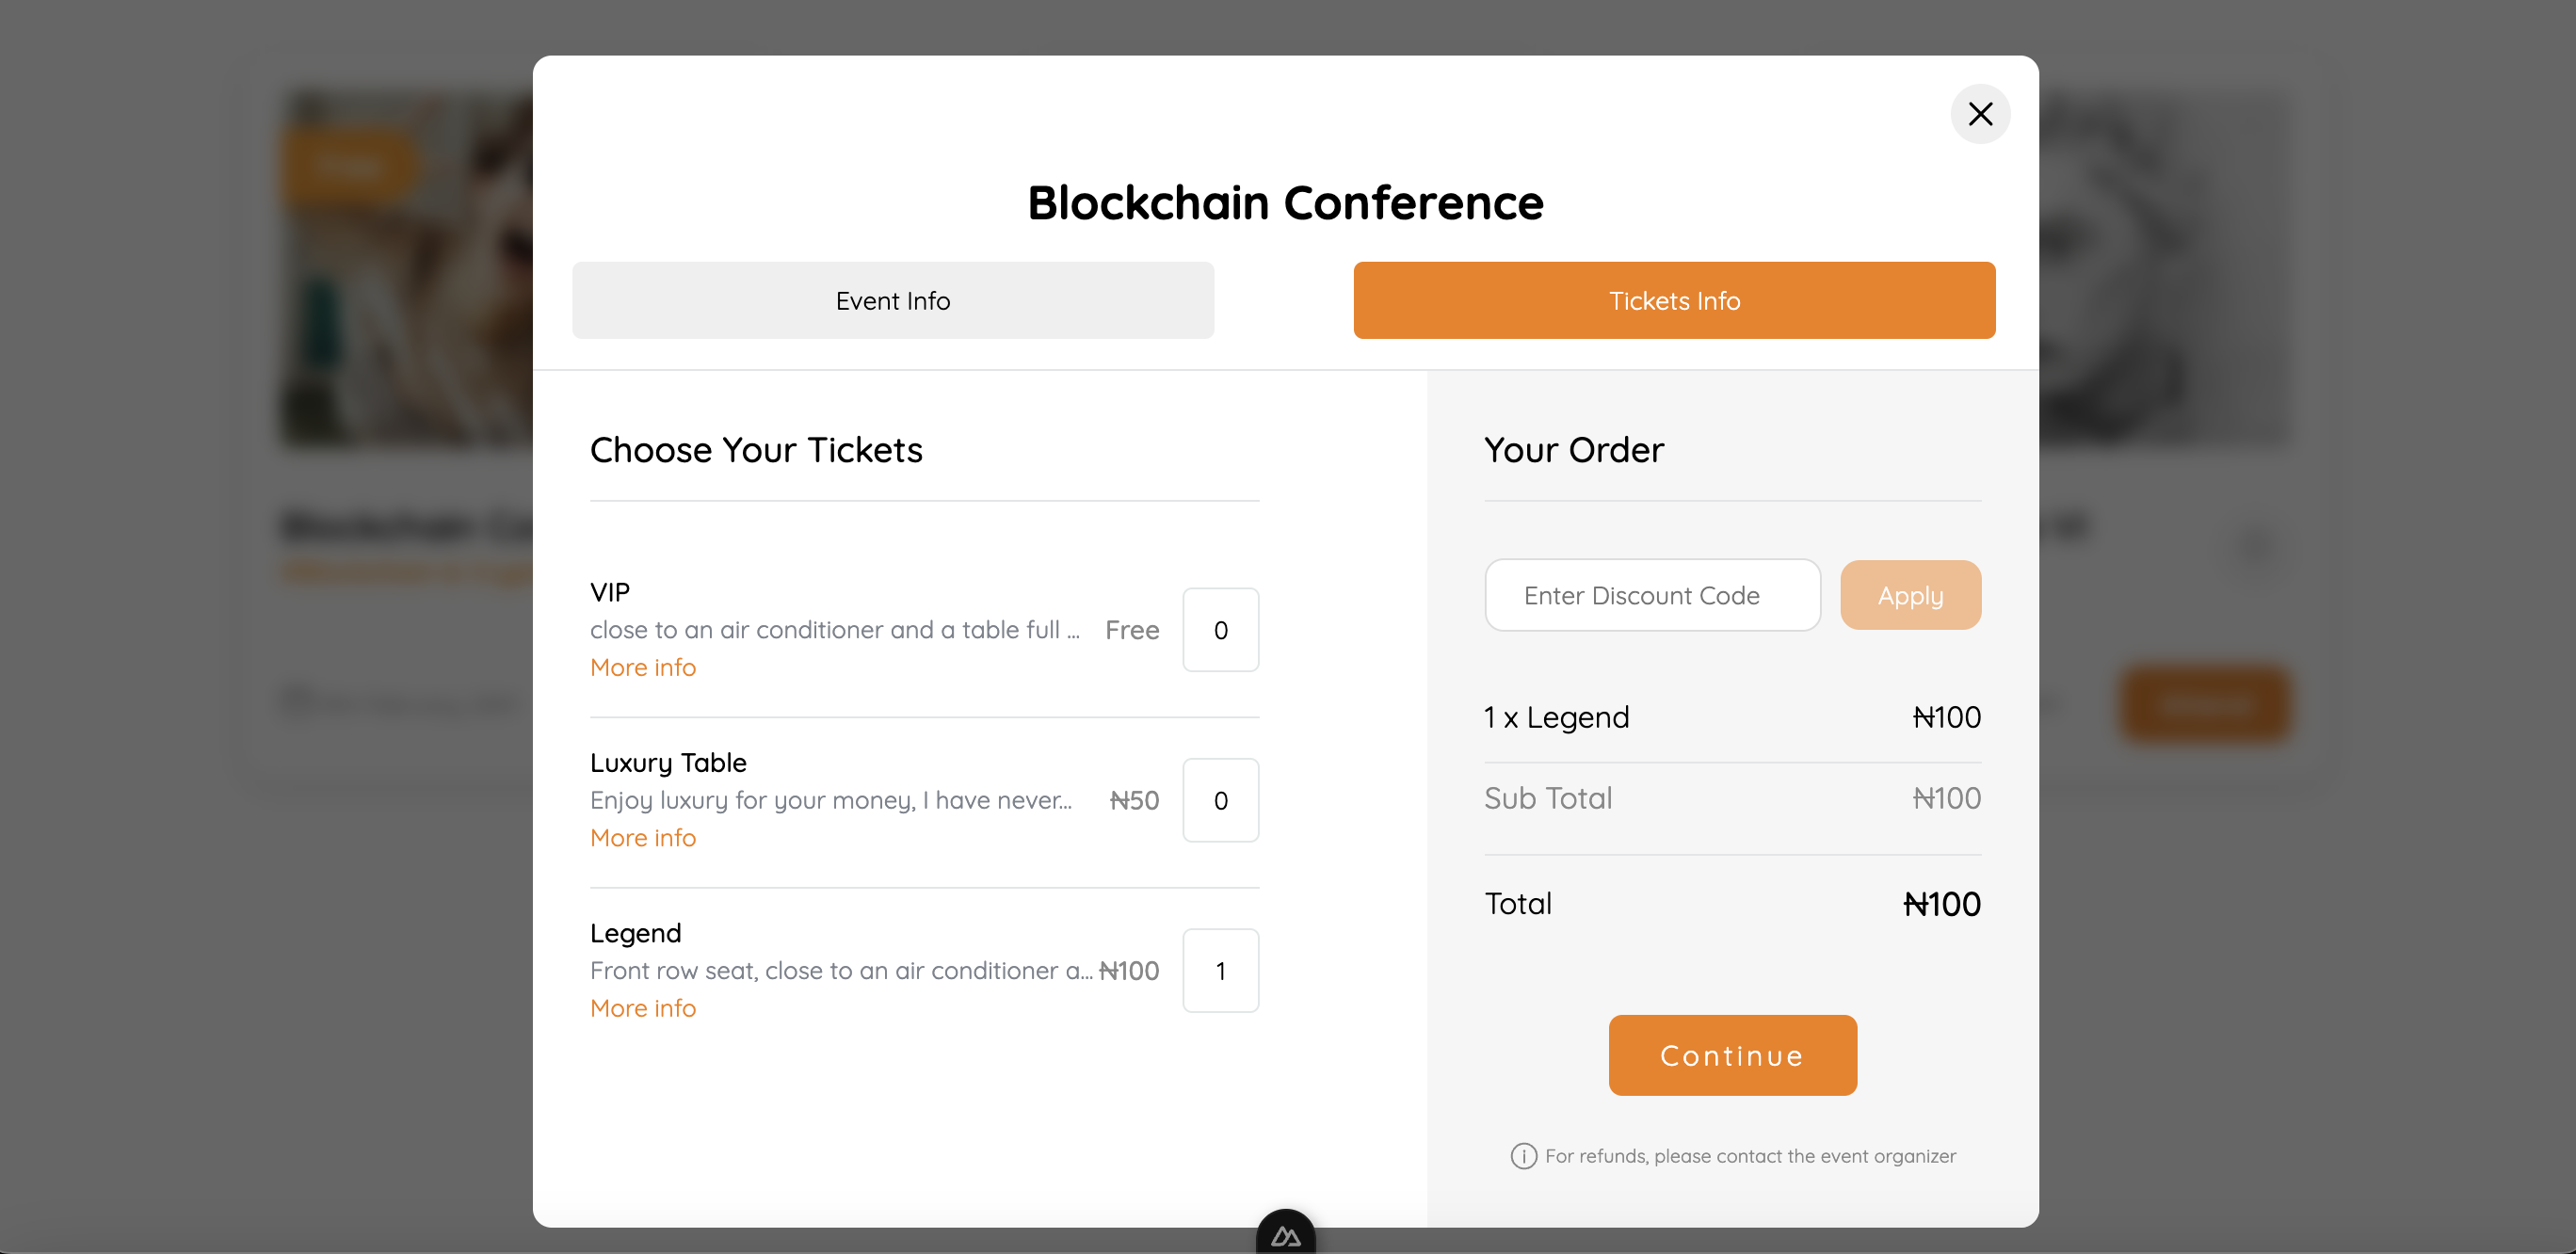 Blockchain Conference
Event Info
Tickets Info
Choose Your Tickets
VIP
close to an air conditioner and a table full ...
Free
0
More info
Luxury Table
Enjoy luxury for your money, I have never...
₦50
0
More info
Legend
Front row seat, close to an air conditioner a...
₦100
1
More info
Your Order
Enter Discount Code
Apply
1 x Legend
₦100
Sub Total
₦100
Total
₦100
Continue
For refunds, please contact the event organizer